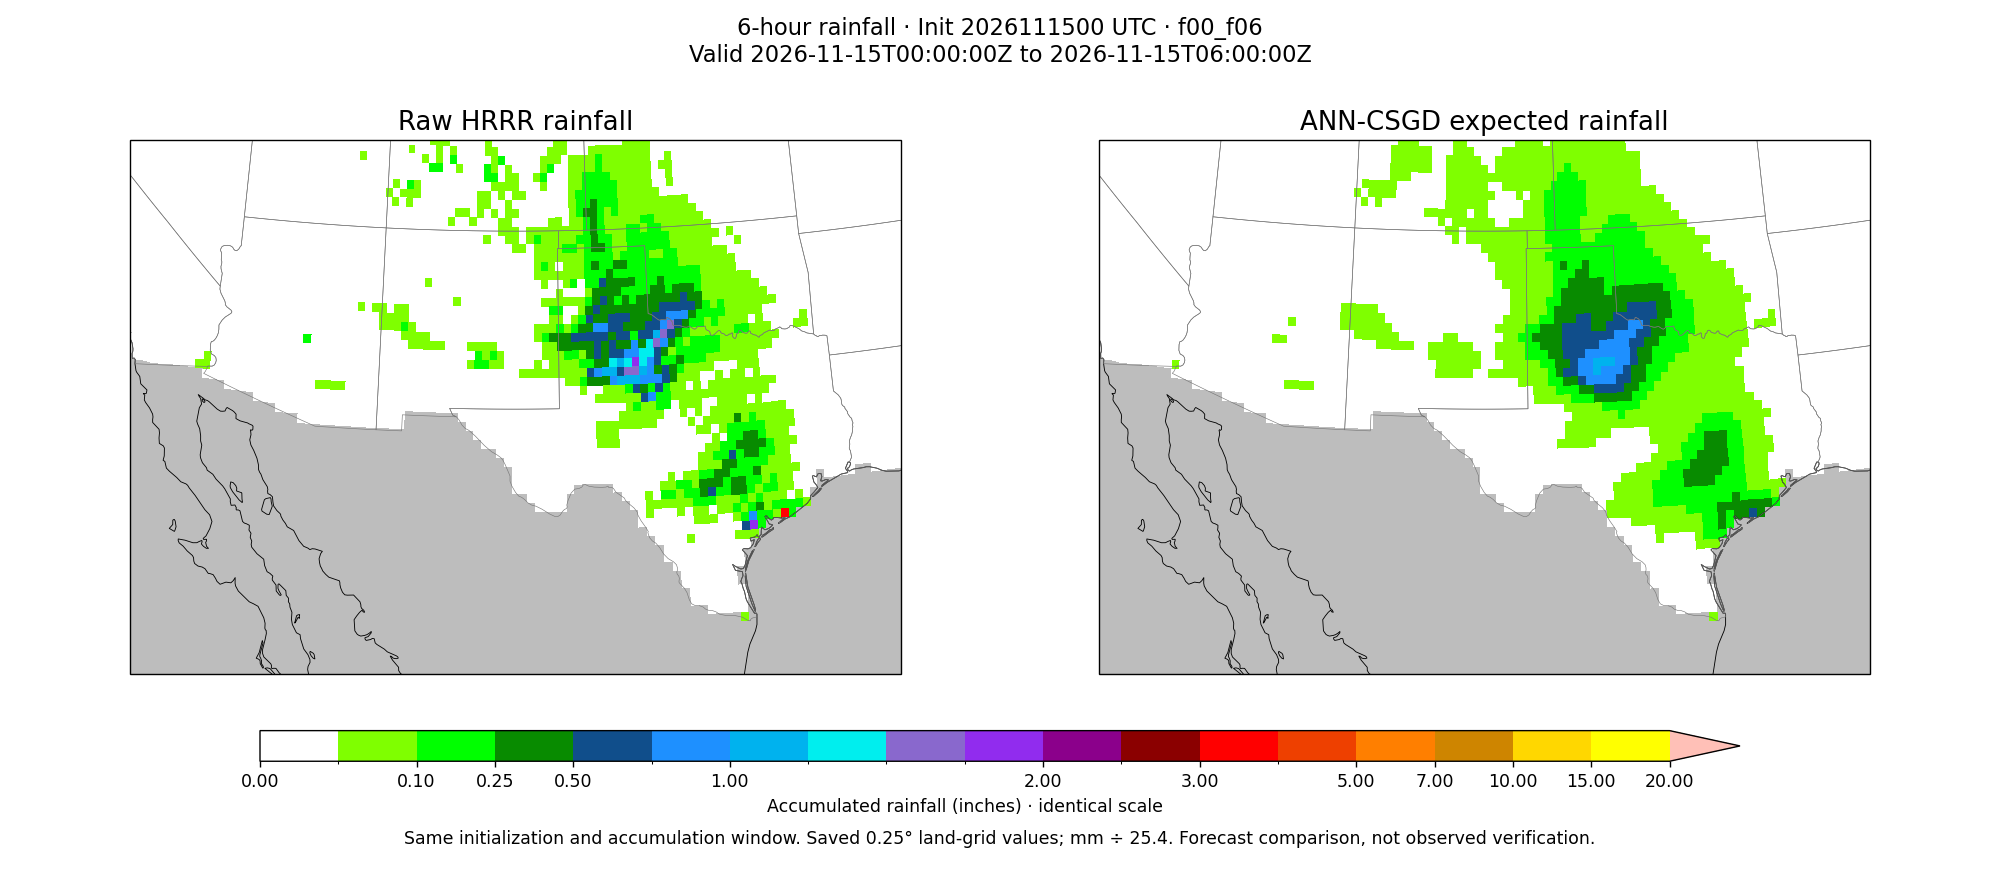 6-hour rainfall · Init 2026111500 UTC · f00_f06
Valid 2026-11-15T00:00:00Z to 2026-11-15T06:00:00Z
Raw HRRR rainfall
ANN-CSGD expected rainfall
0.00 0.10 0.25 0.50 1.00 2.00 3.00 5.00 7.00 10.00 15.00 20.00
Accumulated rainfall (inches) · identical scale
Same initialization and accumulation window. Saved 0.25° land-grid values; mm ÷ 25.4. Forecast comparison, not observed verification.